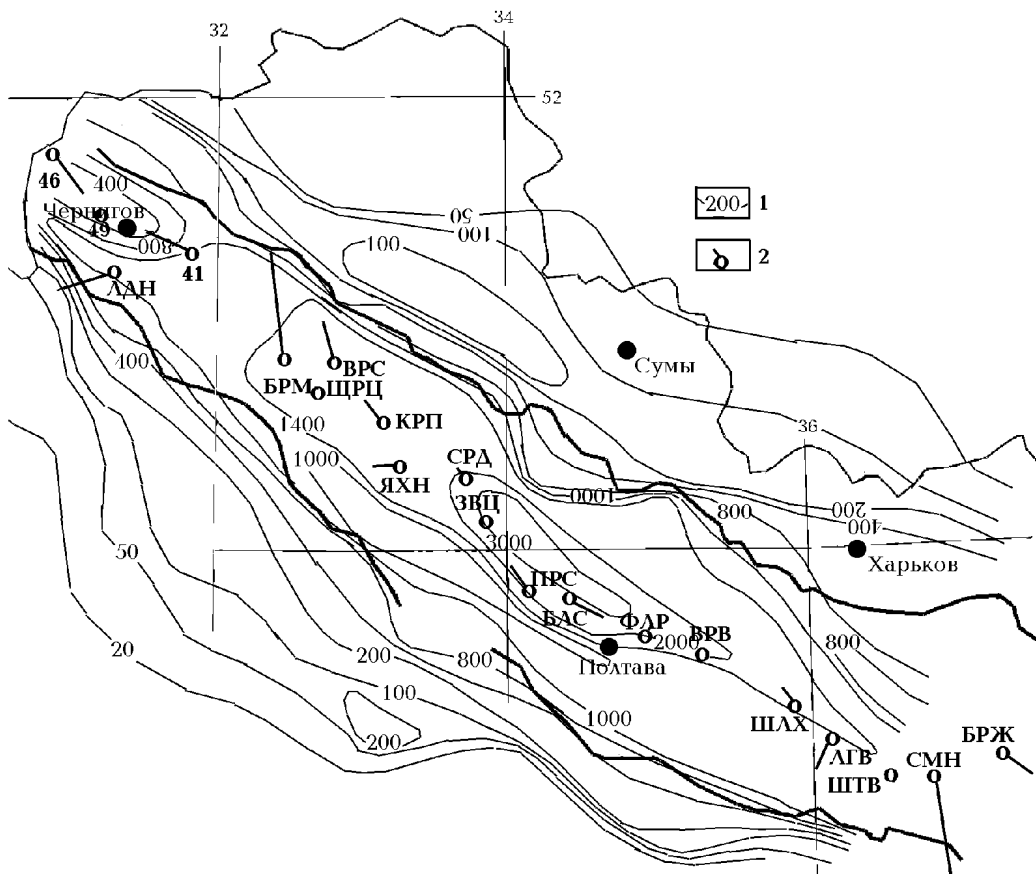 34
32
52
46
400
Чернигов
49
800
41
ЛДН
50
100
100
200 1
2
Сумы
400
БРМ
ВРС
ЩРЦ
400
КРП
36
1000
ЯХН
СРД
ЗВЦ
1000
800
200
400
3000
Харьков
50
ПРС
БАС
ФЛР
2000
ВРВ
Полтава
800
20
200
800
100
200
1000
ШЛХ
ЛГВ
ШТВ
СМН
БРЖ